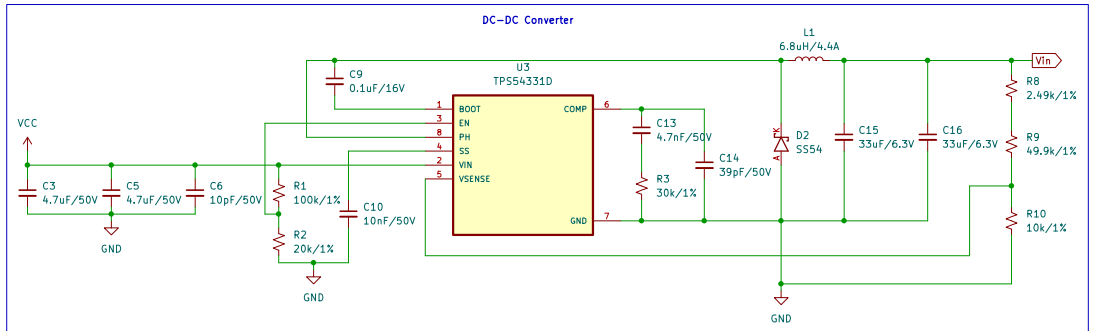 DC-DC Converter
L1
6.8uH/4.4A
Vin
U3
TPS54331D
C9
0.1uF/16V
R8
2.49k/1%
1
BOOT
COMP
6
3
EN
8
PH
4
SS
2
VIN
5
VSENSE
GND
7
C13
4.7nF/50V
C14
39pF/50V
R3
30k/1%
K
A
D2
SS54
C15
33uF/6.3V
C16
33uF/6.3V
R9
49.9k/1%
R10
10k/1%
VCC
C3
4.7uF/50V
C5
4.7uF/50V
C6
10pF/50V
R1
100k/1%
C10
10nF/50V
R2
20k/1%
GND
GND
GND